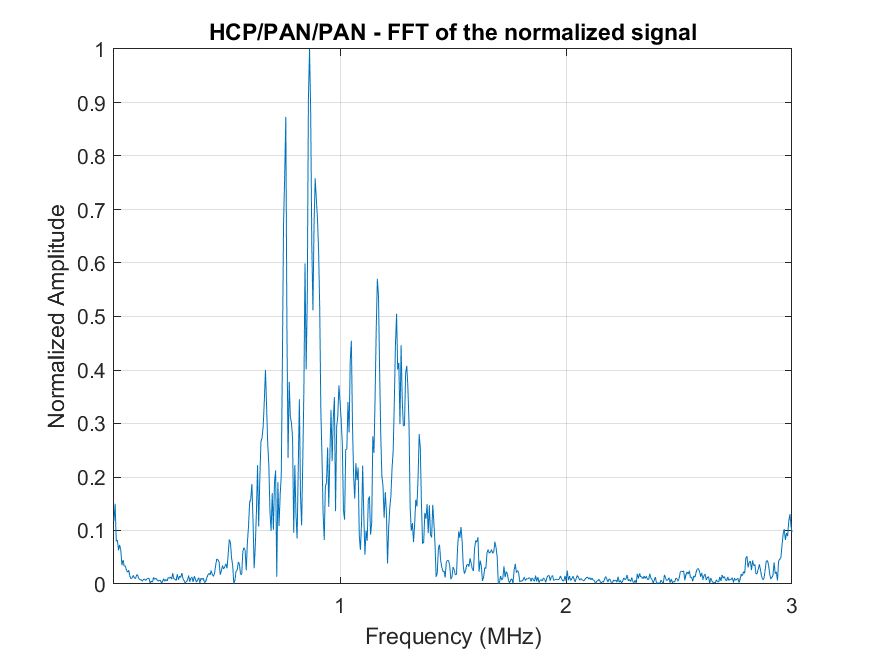 HCP/PAN/PAN - FFT of the normalized signal
1
0.9
0.8
0.7
0.6
0.5
0.4
0.3
0.2
0.1
0
Normalized Amplitude
1 2 3
Frequency (MHz)